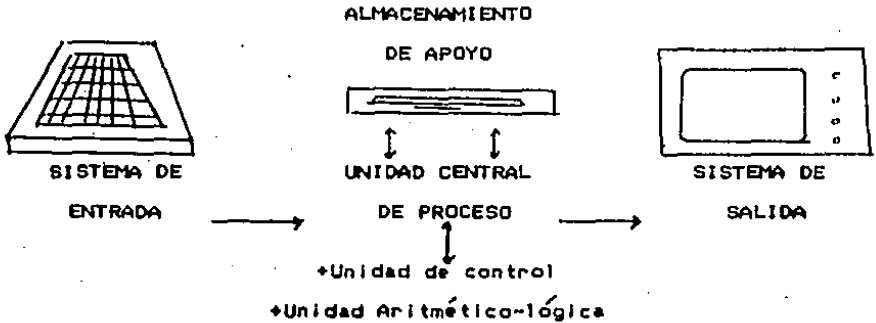 ALMACENAMIENTO
DE APOYO
SISTEMA DE
ENTRADA
UNIDAD CENTRAL
DE PROCESO
SISTEMA DE
SALIDA
+Unidad de control
+Unidad Aritmético-lógica